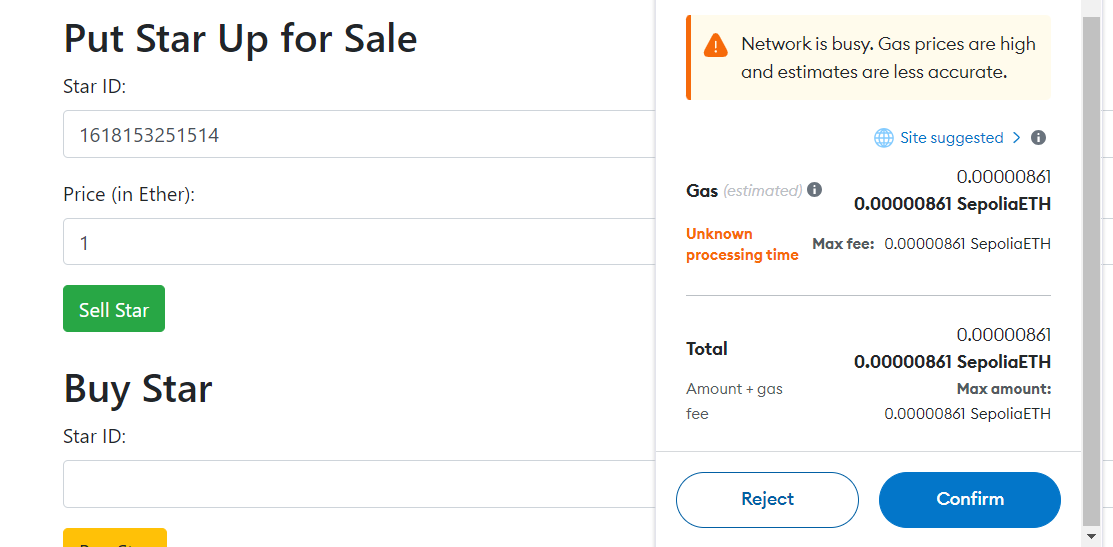 Put Star Up for Sale
Star ID:
1618153251514
Price (in Ether):
1
Sell Star
Buy Star
Star ID:
Network is busy. Gas prices are high
and estimates are less accurate.
Site suggested
0.00000861
Gas (estimated)
0.00000861 SepoliaETH
Unknown
processing time
Max fee: 0.00000861 SepoliaETH
0.00000861
Total
0.00000861 SepoliaETH
Amount + gas
fee
Max amount:
0.00000861 SepoliaETH
Reject
Confirm